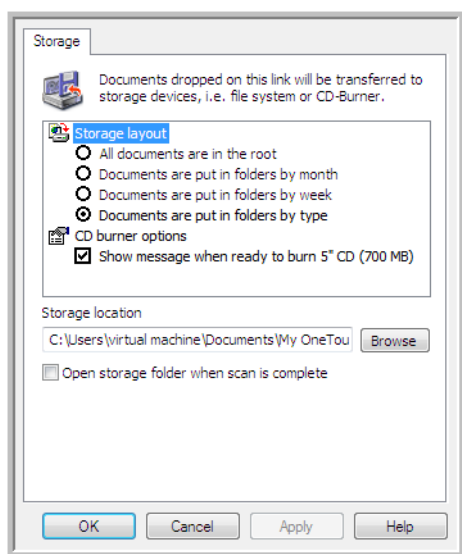 Storage
Documents dropped on this link will be transferred to
storage devices, i.e. file system or CD-Burner.
Storage layout
All documents are in the root
Documents are put in folders by month
Documents are put in folders by week
Documents are put in folders by type
CD burner options
Show message when ready to burn 5" CD (700 MB)
Storage location
C:\Users\virtual machine\Documents\My OneTou
Browse
Open storage folder when scan is complete
OK Cancel Apply Help